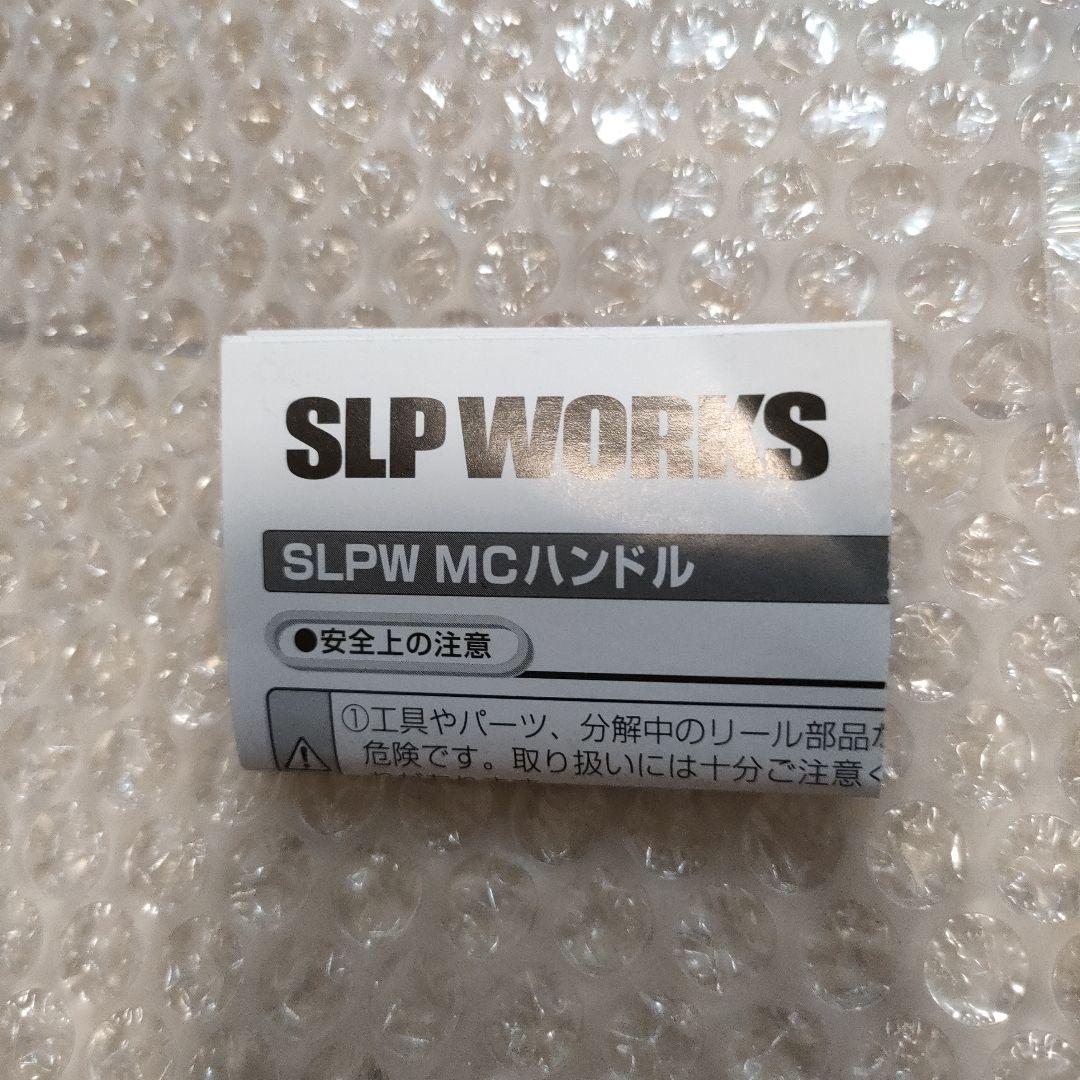 SLP WORKS
SLPW MCハンドル
●安全上の注意
①工具やパーツ、分解中のリール部品
危険です。取り扱いには十分ご注意く